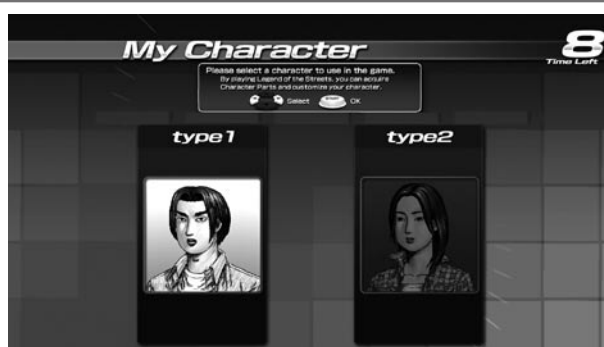 My Character
8
Time Left
Please select a character to use in the game.
By playing Legend of the Streets, you can acquire
Character Parts and customize your character.
Select OK
type1
type2